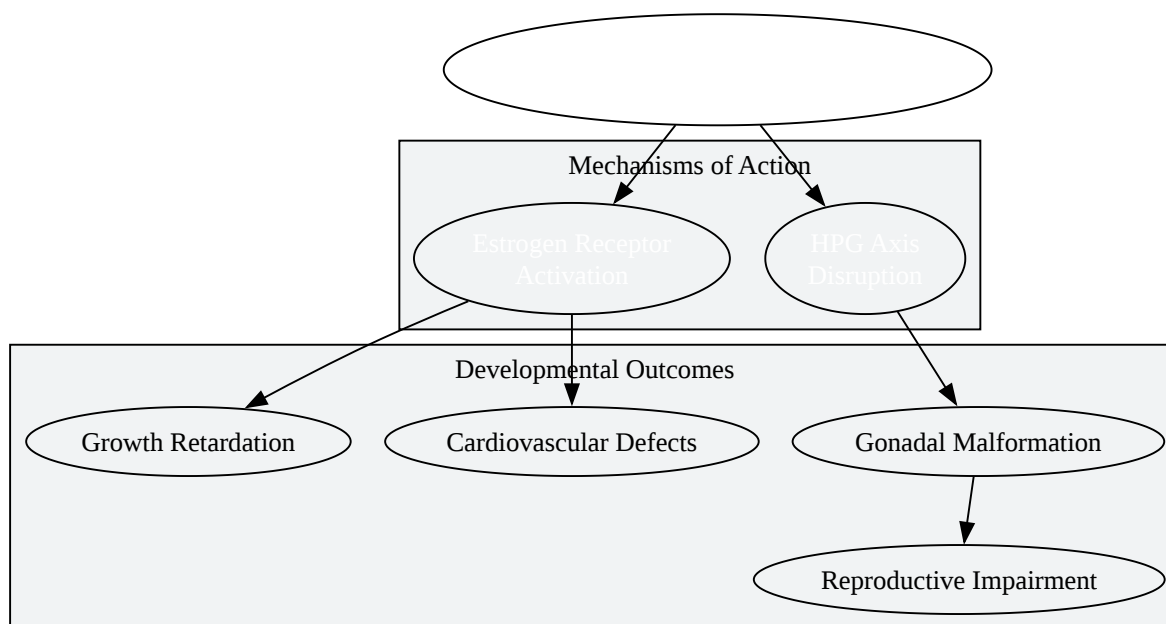 Mechanisms of Action
Estrogen Receptor
Activation
HPG Axis
Disruption
Developmental Outcomes
Growth Retardation
Cardiovascular Defects
Gonadal Malformation
Reproductive Impairment